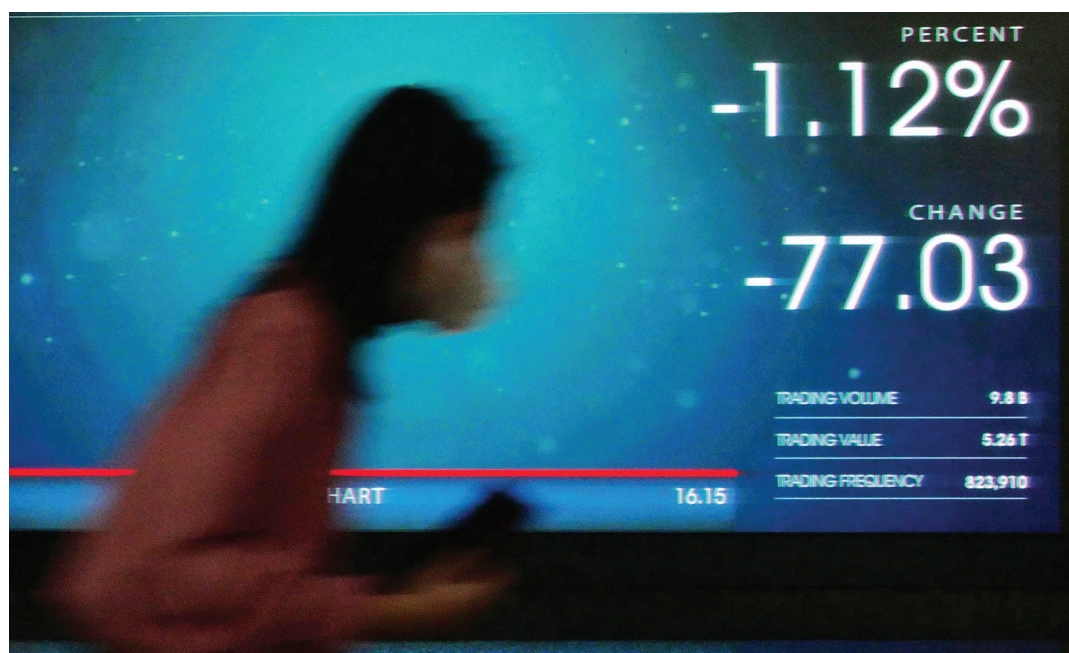 PERCENT
-1.12%
CHANGE
-77.03
TRADING VOLUME 9.8 B
TRADING VALUE 5.26 T
TRADING FREQUENCY 823,910
HART 16.15